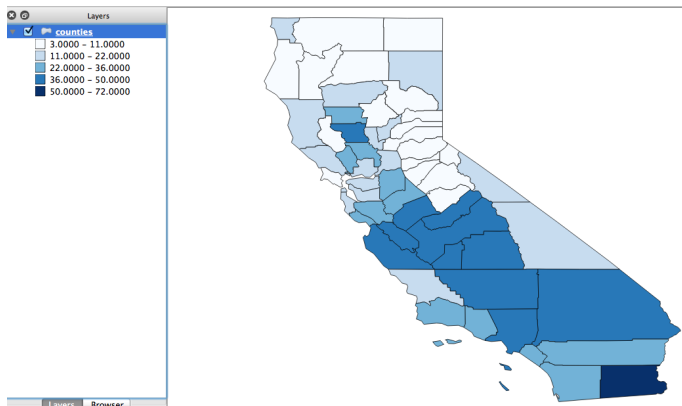 Layers
counties
3.0000 - 11.0000
11.0000 - 22.0000
22.0000 - 36.0000
36.0000 - 50.0000
50.0000 - 72.0000
Layers Browser